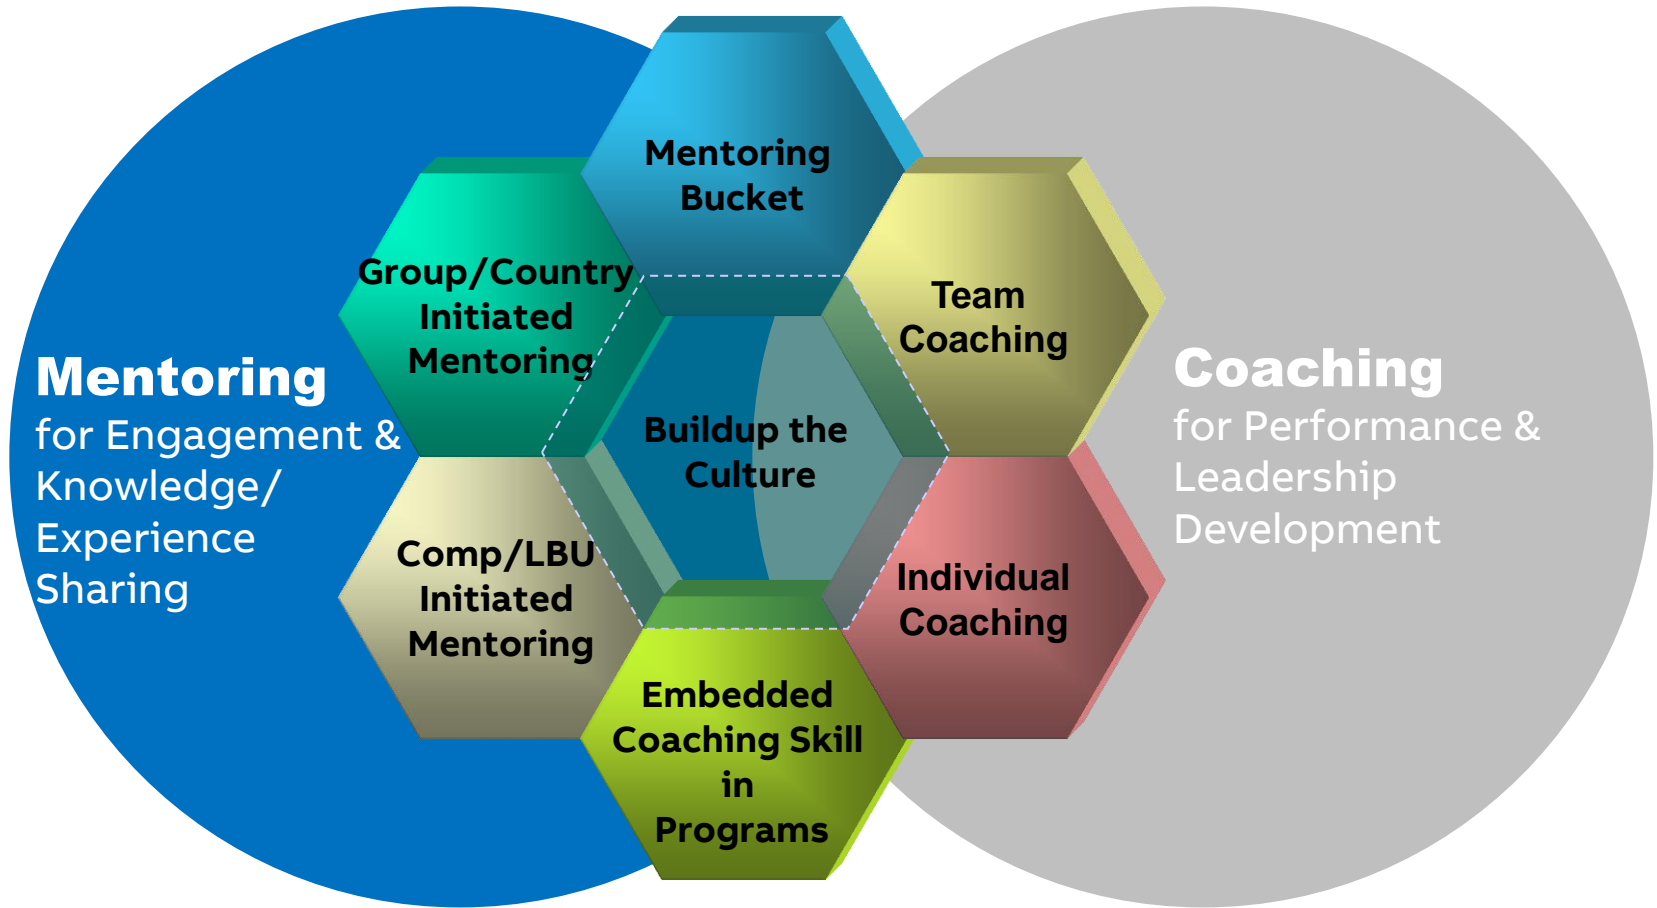 Mentoring
Bucket
Group/Country
Initiated
Mentoring
Team
Coaching
Mentoring
for Engagement &
Knowledge/
Experience
Sharing
Buildup the
Culture
Coaching
for Performance &
Leadership
Development
Comp/LBU
Initiated
Mentoring
Individual
Coaching
Embedded
Coaching Skill
in
Programs